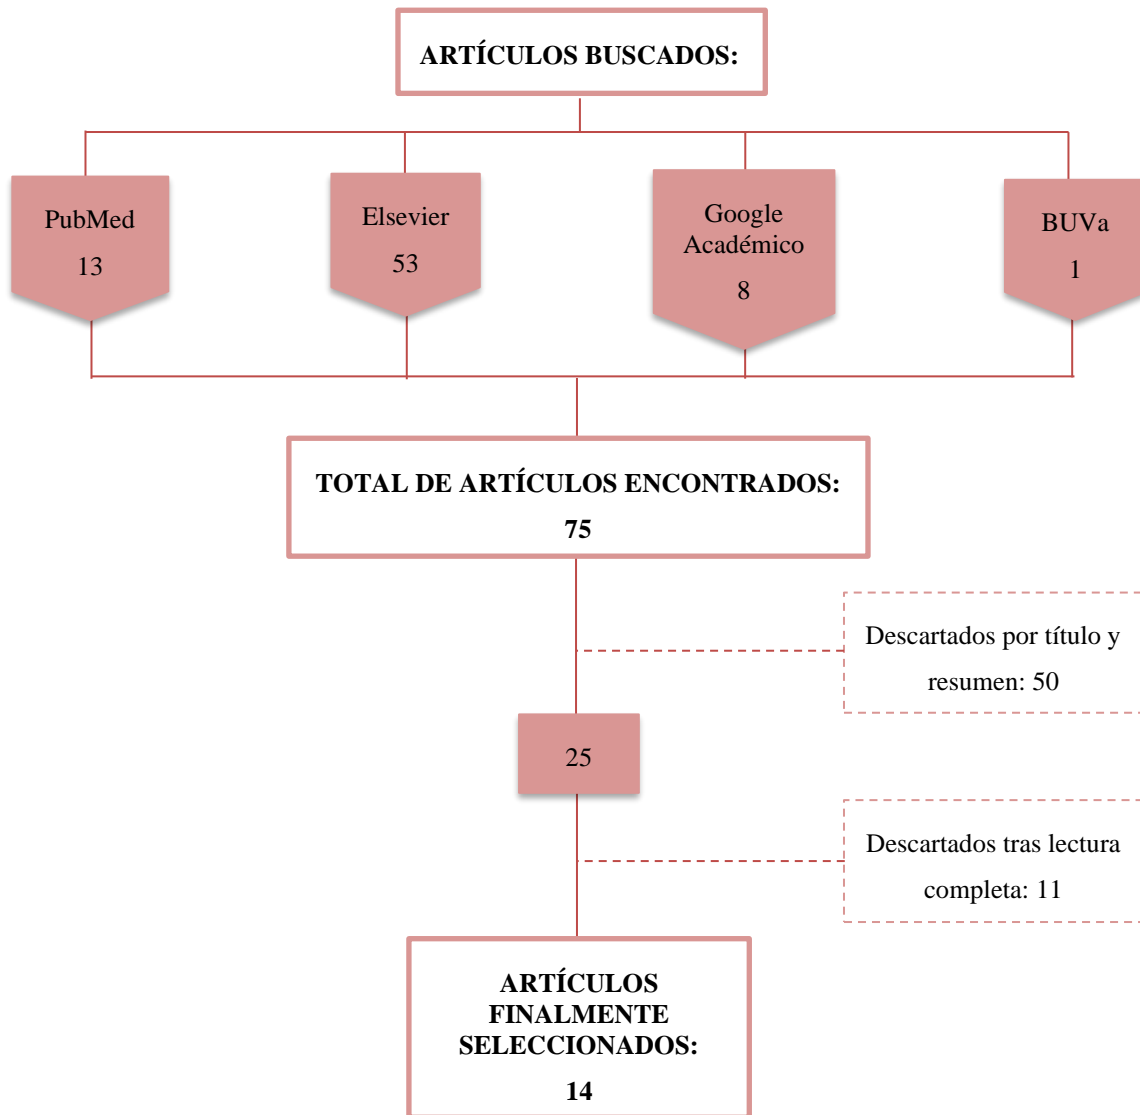 ARTÍCULOS BUSCADOS:
PubMed
13
Elsevier
53
Google
Académico
8
BUVa
1
TOTAL DE ARTÍCULOS ENCONTRADOS:
75
Descartados por título y
resumen: 50
25
Descartados tras lectura
completa: 11
ARTÍCULOS
FINALMENTE
SELECCIONADOS:
14